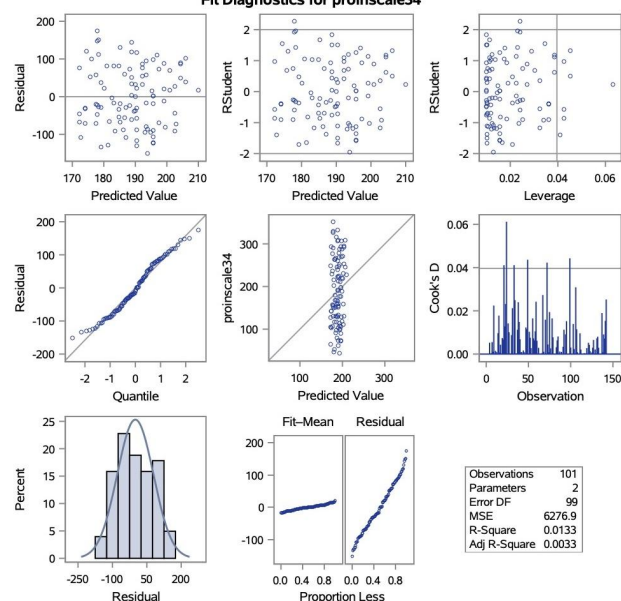 Fit Diagnostics for proinscale34
200
100
0
-100
Residual
170 180 190 200 210
Predicted Value
2
1
0
-1
-2
RStudent
170 180 190 200 210
Predicted Value
2
1
0
-1
-2
RStudent
0.02 0.04 0.06
Leverage
200
100
0
-100
-200
Residual
-2 -1 0 1 2
Quantile
300
200
100
proinscale34
100 200 300
Predicted Value
0.06
0.04
0.02
0.00
Cook's D
0 50 100 150
Observation
25
20
15
10
5
0
Percent
-250 -100 50 200
Residual
Fit–Mean Residual
200
100
0
-100
0.0 0.4 0.8 0.0 0.4 0.8
Proportion Less
Observations 101
Parameters 2
Error DF 99
MSE 6276.9
R-Square 0.0133
Adj R-Square 0.0033